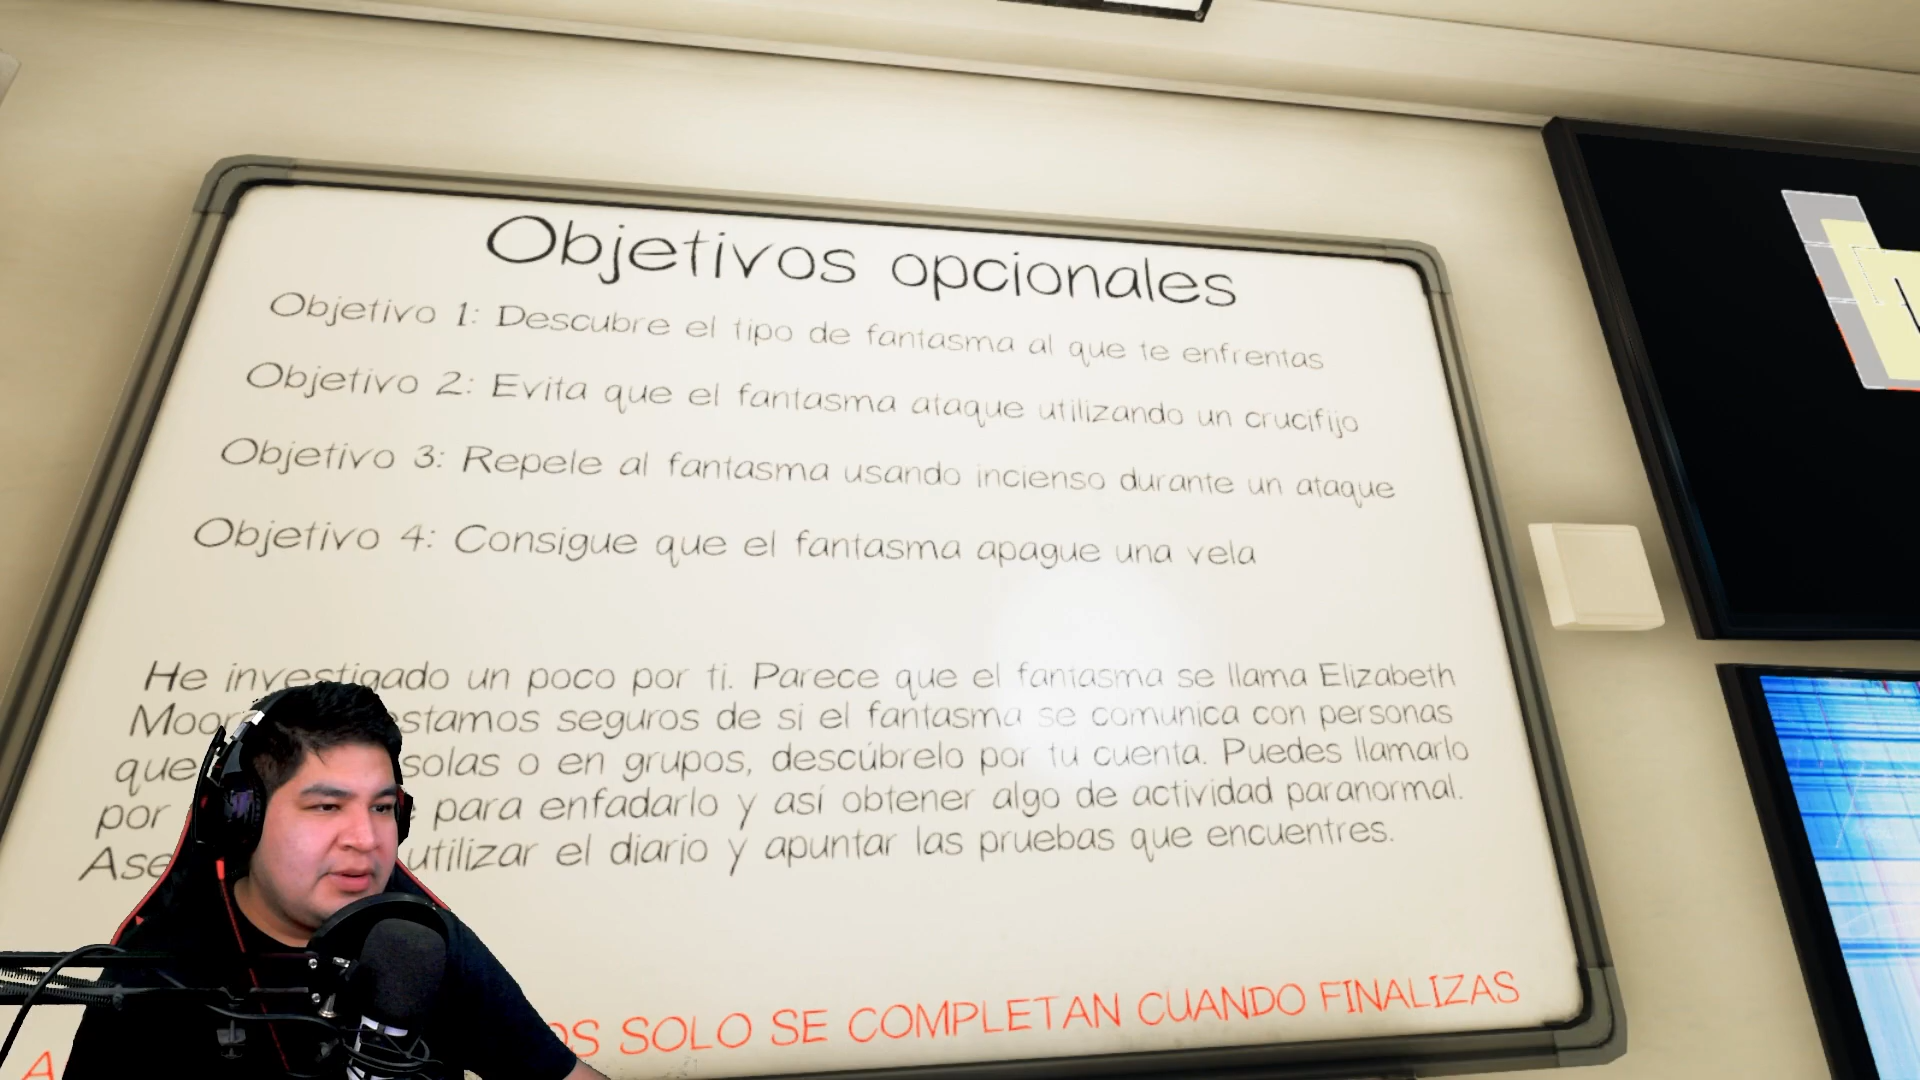 Objetivos opcionales
Objetivo 1: Descubre el tipo de fantasma al que te enfrentas
Objetivo 2: Evita que el fantasma ataque utilizando un crucifijo
Objetivo 3: Repele al fantasma usando incienso durante un ataque
Objetivo 4: Consigue que el fantasma apague una vela
He investigado un poco por ti. Parece que el fantasma se llama Elizabeth
estamos seguros de si el fantasma se comunica con personas
que solas o en grupos, descúbrelo por tu cuenta. Puedes llamarlo
por para enfadarlo y así obtener algo de actividad paranormal.
utilizar el diario y apuntar las pruebas que encuentres.
SOLO SE COMPLETAN CUANDO FINALIZAS